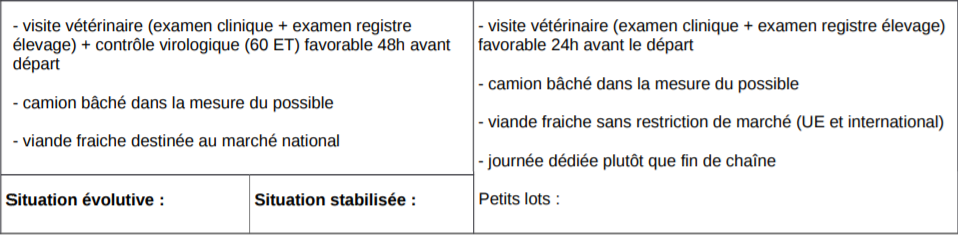 - visite vétérinaire (examen clinique + examen registre
élevage) + contrôle virologique (60 ET) favorable 48h avant
départ
- camion bâché dans la mesure du possible
- viande fraiche destinée au marché national
- visite vétérinaire (examen clinique + examen registre élevage)
favorable 24h avant le départ
- camion bâché dans la mesure du possible
- viande fraiche sans restriction de marché (UE et international)
- journée dédiée plutôt que fin de chaîne
Situation évolutive :
Situation stabilisée :
Petits lots :